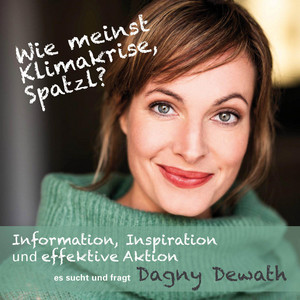 Wie meinst
Klimakrise,
Spatzl?
Information, Inspiration
und effektive Aktion
es sucht und fragt Dagny Dewath